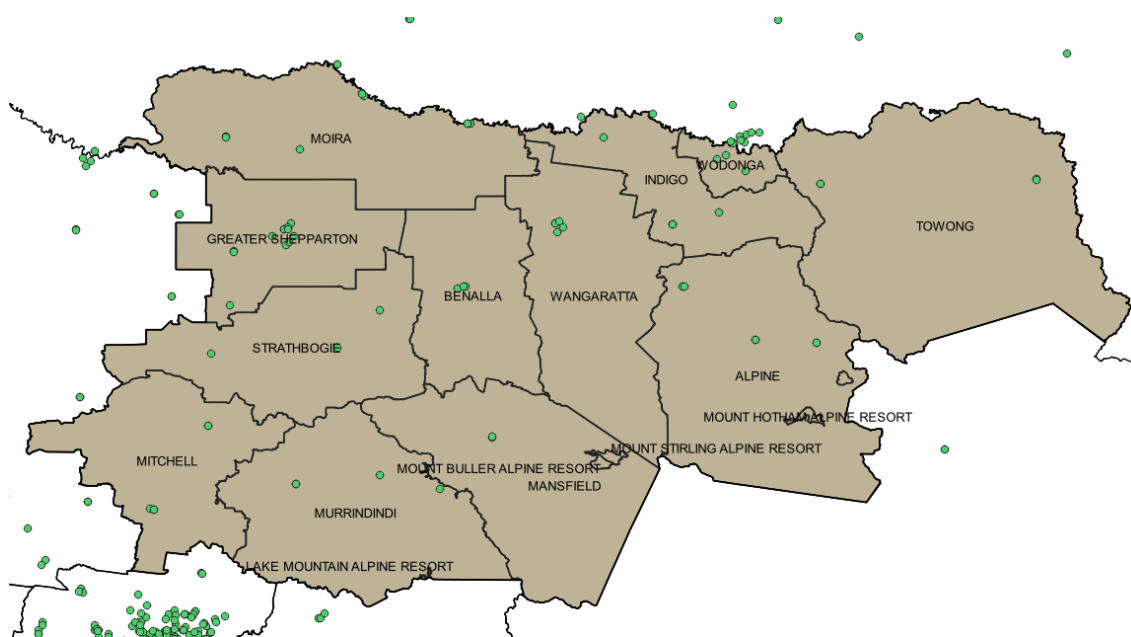 MOIRA
WODONGA
INDIGO
TOWONG
GREATER SHEPPARTON
BENALLA
WANGARATTA
STRATHBOGIE
ALPINE
MOUNT HOTHAM ALPINE RESORT
MOUNT STIRLING ALPINE RESORT
MITCHELL
MOUNT BULLER ALPINE RESORT
MANSFIELD
MURRINDINDI
LAKE MOUNTAIN ALPINE RESORT